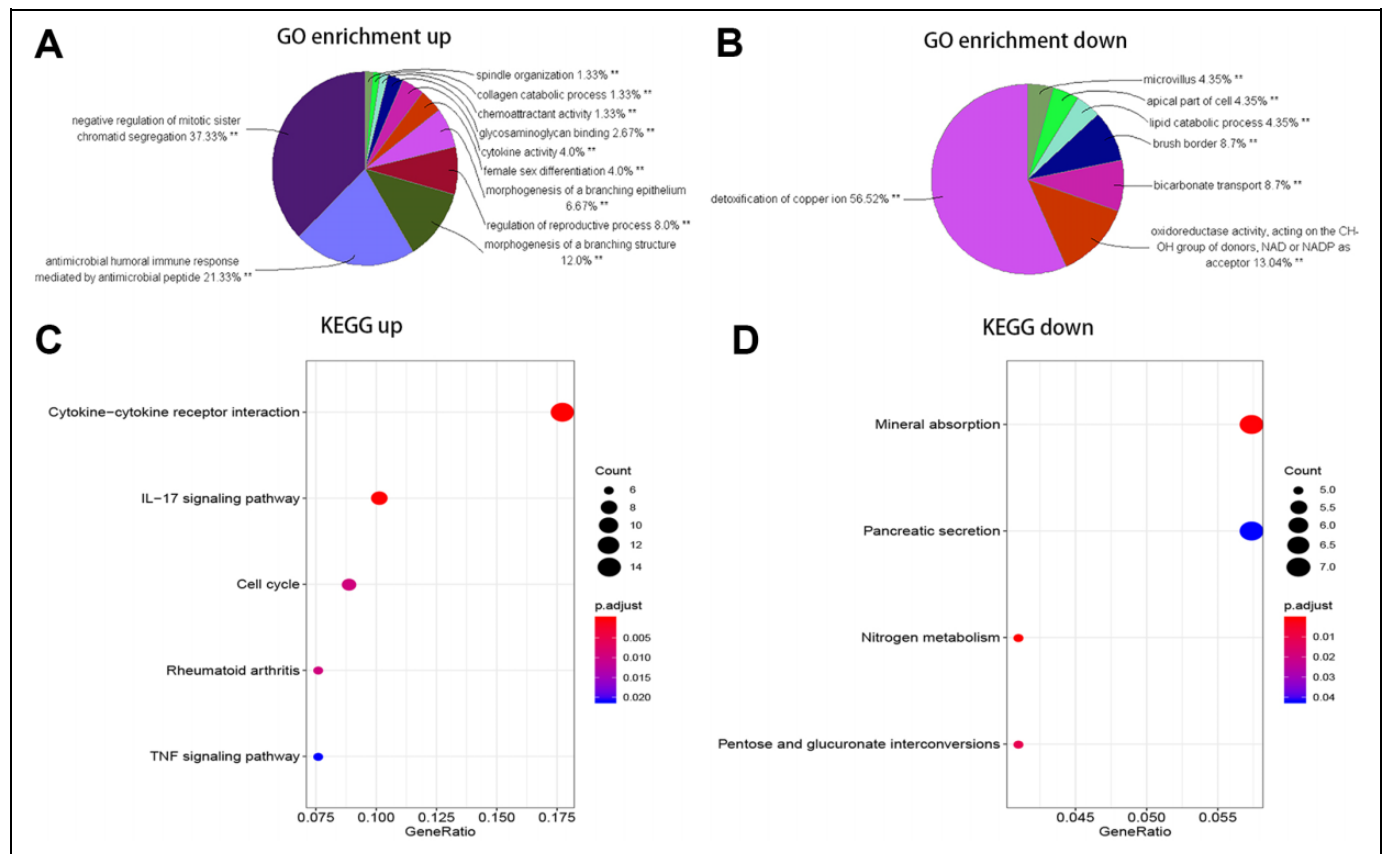 A
GO enrichment up
spindle organization 1.33% **
collagen catabolic process 1.33% **
chemoattractant activity 1.33% **
glycosaminoglycan binding 2.67% **
cytokine activity 4.0% **
female sex differentiation 4.0% **
morphogenesis of a branching epithelium
6.67% **
regulation of reproductive process 8.0% **
morphogenesis of a branching structure
12.0% **
negative regulation of mitotic sister
chromatid segregation 37.33% **
antimicrobial humoral immune response
mediated by antimicrobial peptide 21.33% **
B
GO enrichment down
microvillus 4.35% **
apical part of cell 4.35% **
lipid catabolic process 4.35% **
brush border 8.7% **
bicarbonate transport 8.7% **
oxidoreductase activity, acting on the CH-
OH group of donors, NAD or NADP as
acceptor 13.04% **
detoxification of copper ion 56.52% **
C
KEGG up
Cytokine−cytokine receptor interaction
IL−17 signaling pathway
Cell cycle
Rheumatoid arthritis
TNF signaling pathway
0.075 0.100 0.125 0.150 0.175
GeneRatio
Count
6
8
10
12
14
p.adjust
0.005
0.010
0.015
0.020
D
KEGG down
Mineral absorption
Pancreatic secretion
Nitrogen metabolism
Pentose and glucuronate interconversions
0.045 0.050 0.055
GeneRatio
Count
5.0
5.5
6.0
6.5
7.0
p.adjust
0.01
0.02
0.03
0.04